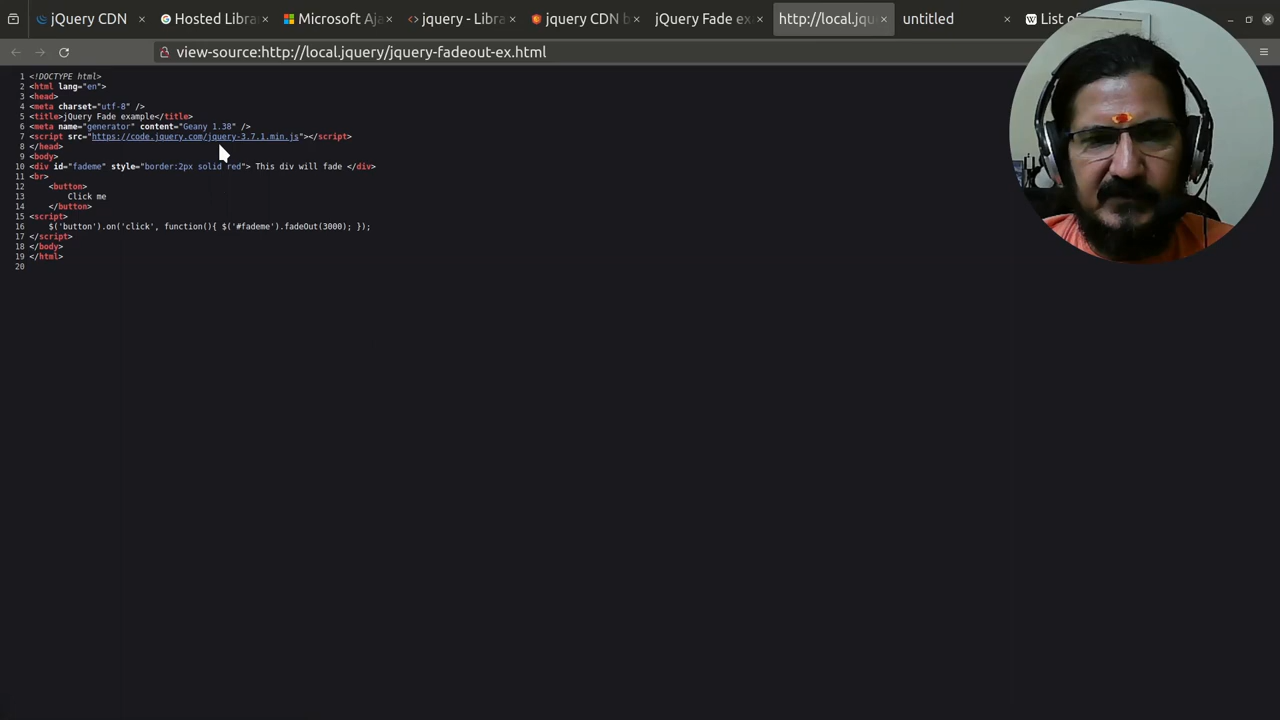 jQuery CDN
Hosted Libra
Microsoft Aja
jquery - Libra
jquery CDN b
jQuery Fade ex
http://local.jqu
untitled
List of
view-source:http://local.jquery/jquery-fadeout-ex.html
1 <!DOCTYPE html>
2 <html lang="en">
3 <head>
4 <meta charset="utf-8" />
5 <title>jQuery Fade example</title>
6 <meta name="generator" content="Geany 1.38" />
7 <script src="https://code.jquery.com/jquery-3.7.1.min.js"></script>
8 </head>
9 <body>
10 <div id="fademe" style="border:2px solid red"> This div will fade </div>
11 <br>
12 <button>
13 Click me
14 </button>
15 <script>
16 $('button').on('click', function(){ $('#fademe').fadeOut(3000); });
17 </script>
18 </body>
19 </html>
20